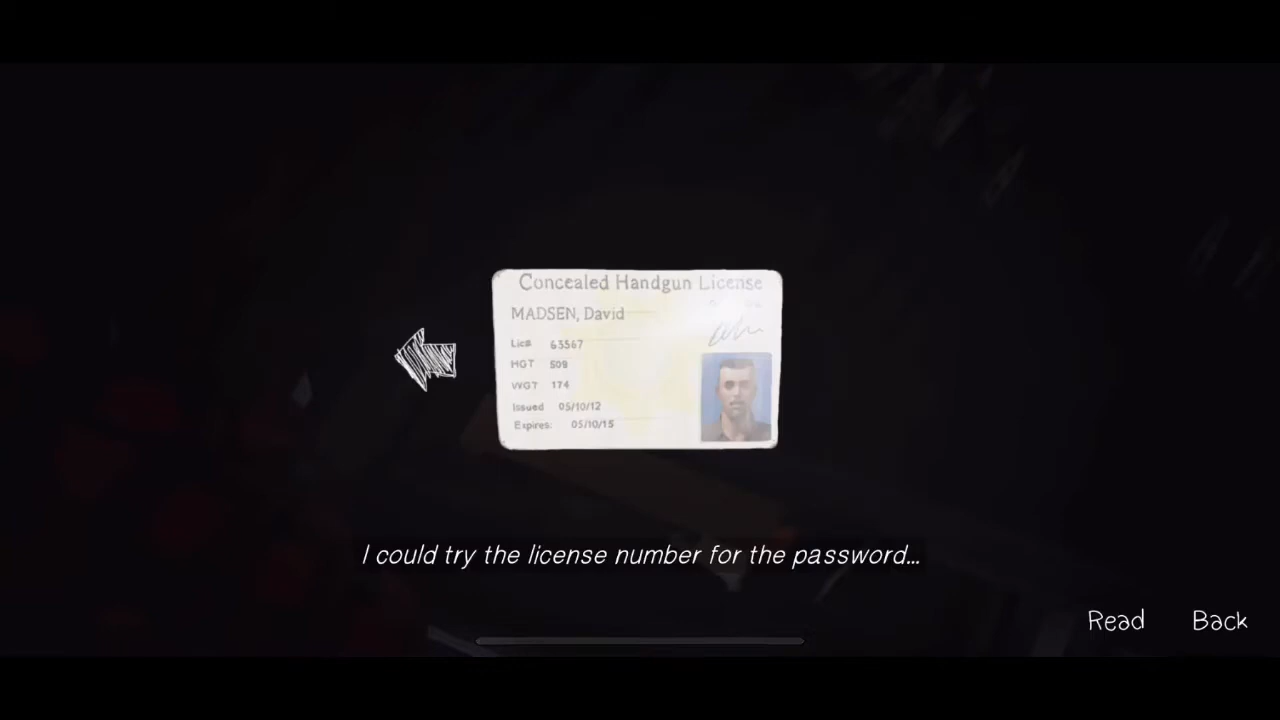 Concealed Handgun License
MADSEN, David
Lic# 63567
HGT 509
WGT 174
Issued 05/10/12
Expires: 05/10/15
I could try the license number for the password...
Read Back